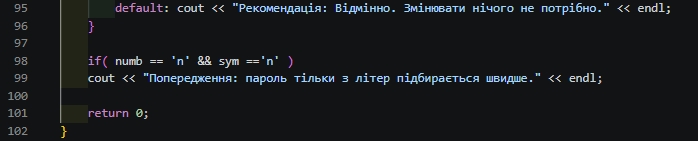 95 default: cout << "Рекомендація: Відмінно. Змінювати нічого не потрібно." << endl;
96 }
97
98 if( numb == 'n' && sym =='n' )
99 cout << "Попередження: пароль тільки з літер підбирається швидше." << endl;
100
101 return 0;
102 }